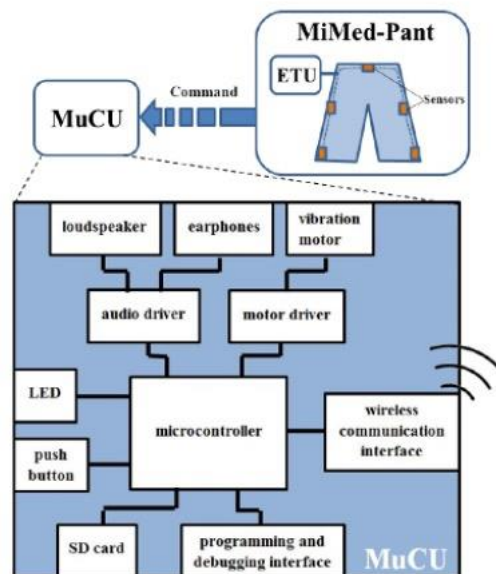 MiMed-Pant
ETU
Sensors
Command
MuCU
loudspeaker
earphones
vibration
motor
audio driver
motor driver
LED
microcontroller
wireless
communication
interface
push
button
SD card
programming and
debugging interface
MuCU